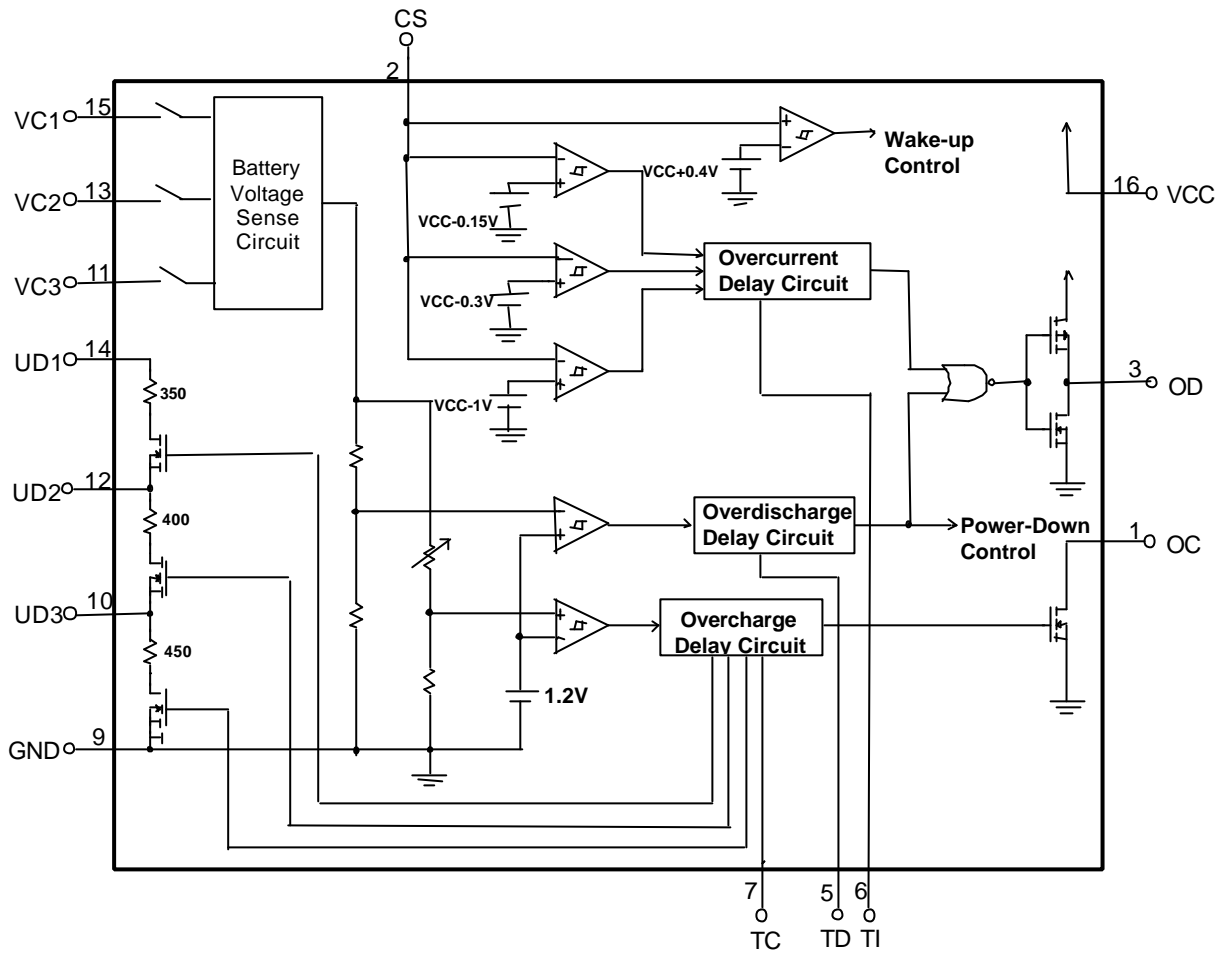 CS
2
VC1
15
VC2
13
VC3
11
UD1
14
350
UD2
12
400
UD3
10
450
GND
9
Battery
Voltage
Sense
Circuit
VCC-0.15V
VCC-0.3V
VCC-1V
VCC+0.4V
Wake-up
Control
16
VCC
Overcurrent
Delay Circuit
3
OD
Overdischarge
Delay Circuit
Power-Down
Control
1
OC
Overcharge
Delay Circuit
1.2V
7
TC
5
TD
6
TI